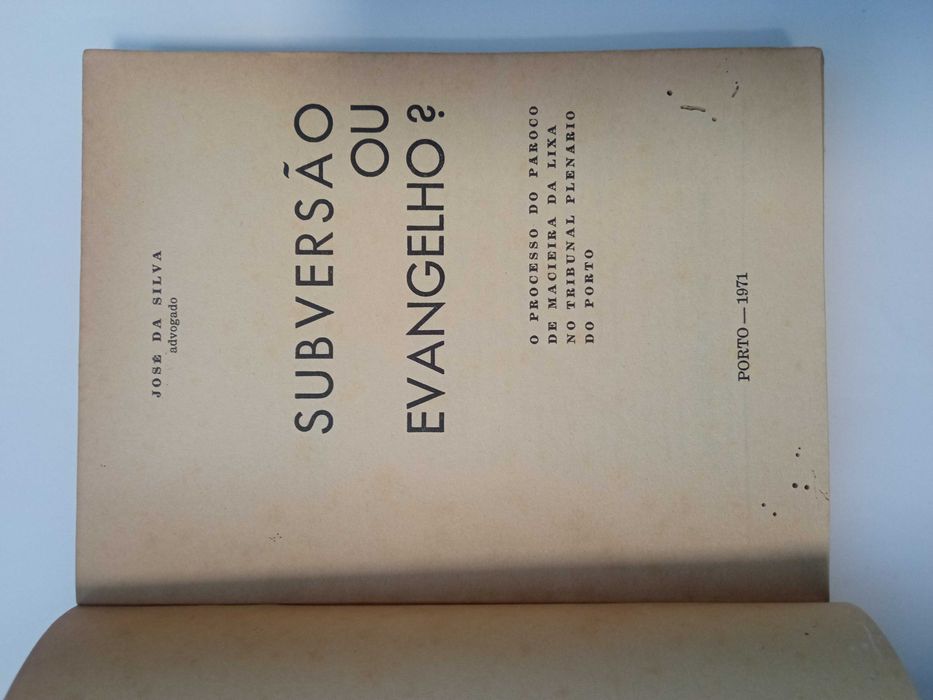 JOSÉ DA SILVA
advogado
SUBVERSÃO
OU
EVANGELHO?
O PROCESSO DO PAROCO
DE MACIEIRA DA LIXA
NO TRIBUNAL PLENARIO
DO PORTO
PORTO — 1971